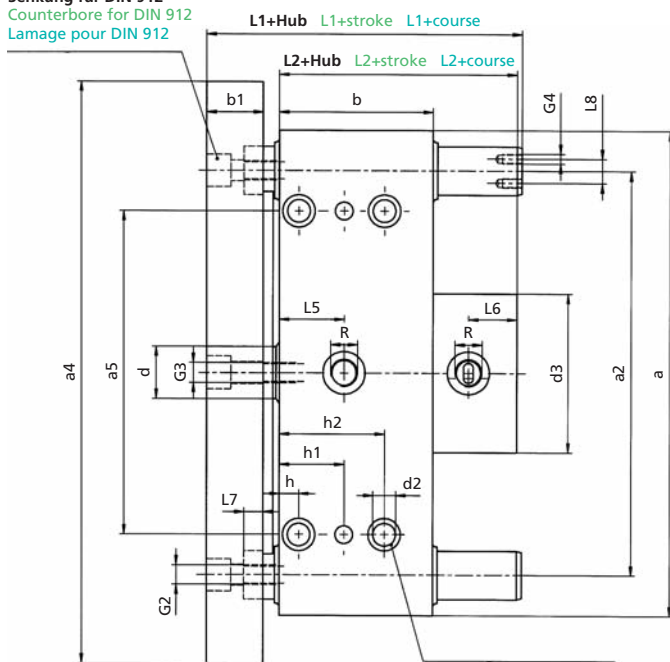 Senkung für DIN 912
Counterbore for DIN 912
Lamage pour DIN 912
L1+Hub L1+stroke L1+course
L2+Hub L2+stroke L2+course
b1
b
G4
L8
L5
L6
R
R
a4
a5
d
G3
d3
a2
a
h2
h1
h
d2
L7
G2